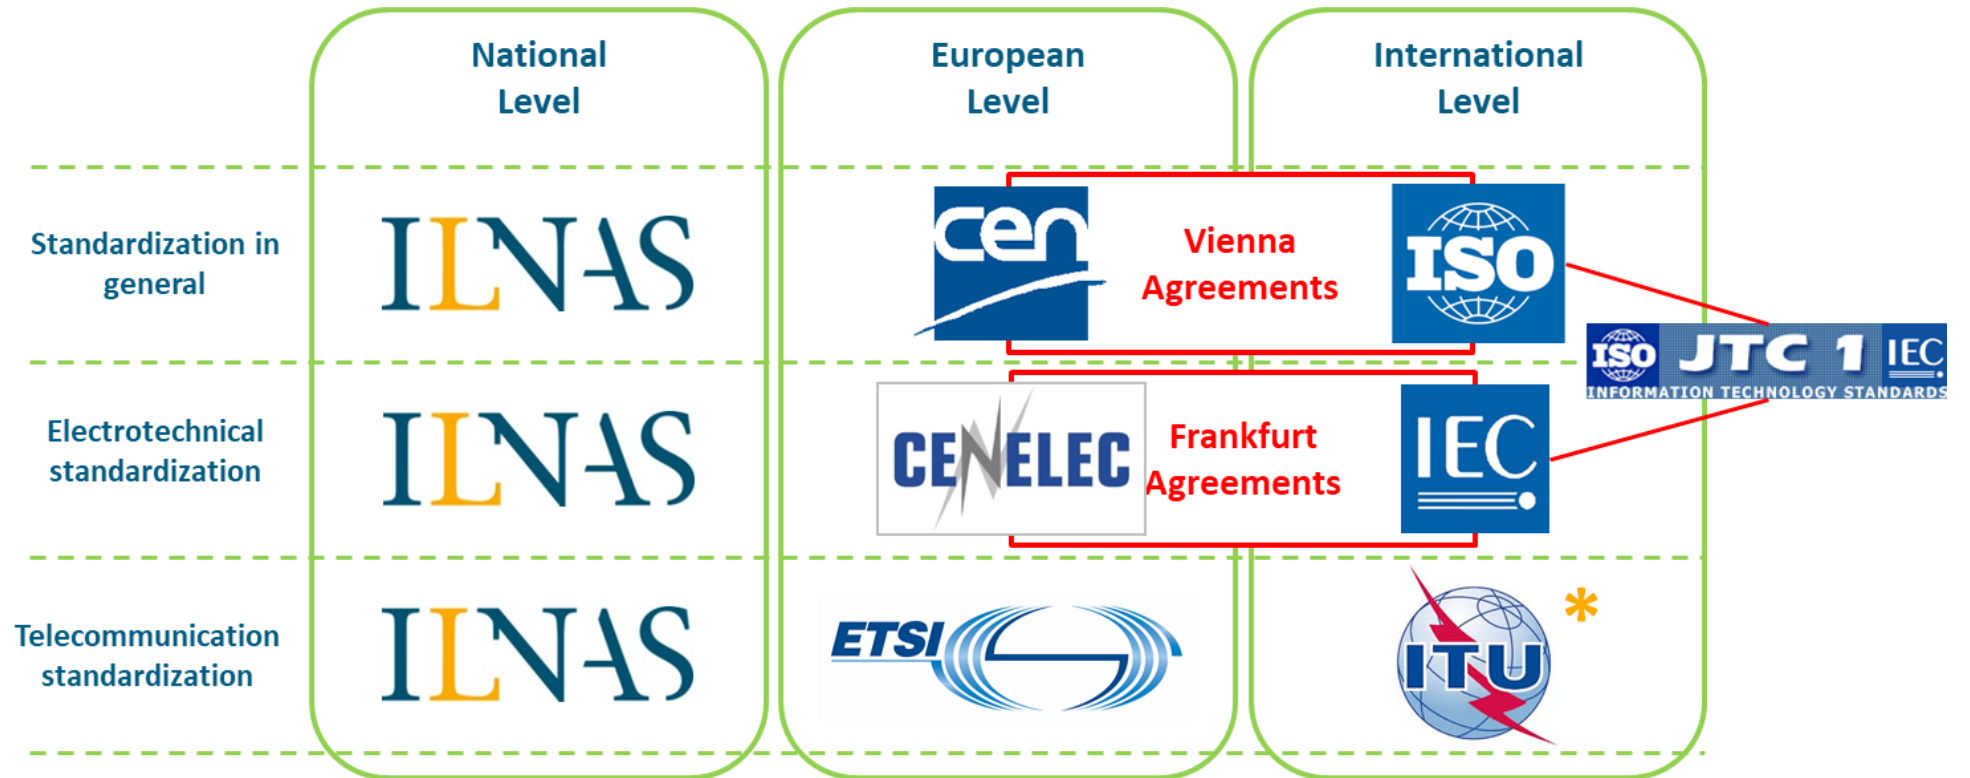 National
Level
European
Level
International
Level
Standardization in
general
ILNAS
cen
Vienna
Agreements
ISO
ISO JTC 1 IEC
INFORMATION TECHNOLOGY STANDARDS
Electrotechnical
standardization
ILNAS
CENELEC
Frankfurt
Agreements
IEC
Telecommunication
standardization
ILNAS
ETSI
ITU
*